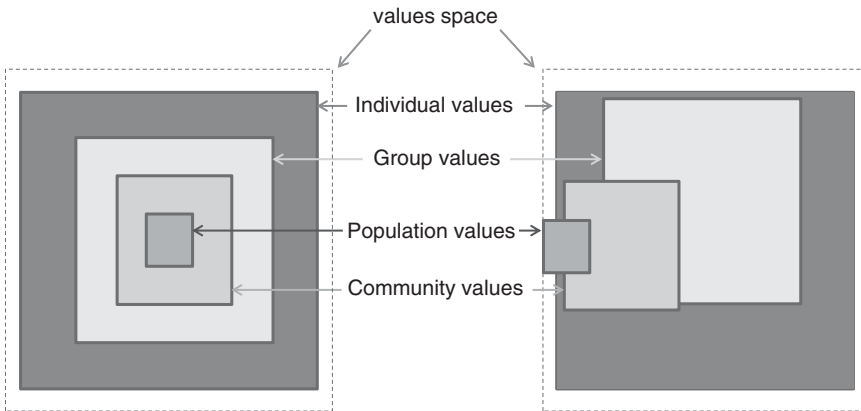 values space
Individual values
Group values
Population values
Community values